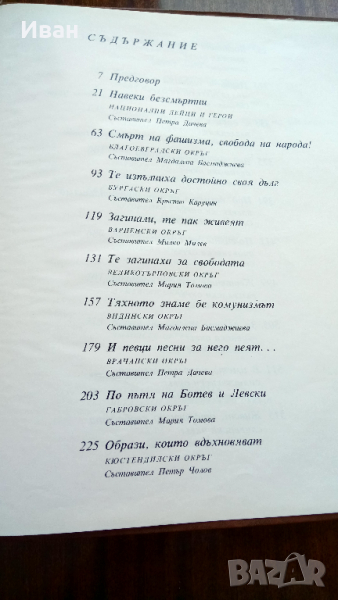 Иван
СЪДЪРЖАНИЕ
7 Предговор
21 Навеки безсмъртни
НАЦИОНАЛНИ ДЕЙЦИ И ГЕРОИ
Съставител Петра Дачева
63 Смърт на фашизма, свобода на народа!
БЛАГОЕВГРАДСКИ ОКРЪГ
Съставител Магдалена Басмаджиева
93 Те изпълниха достойно своя дълг
БУРГАСКИ ОКРЪГ
Съставител Кръстю
119 Загинали, те пак живеят
ВАРНЕНСКИ ОКРЪГ
Съставител Милко Милев
131 Те загинаха за свободата
ВЕЛИКОТЪРНОВСКИ ОКРЪГ
Съставител Мария Томова
157 Тяхното знаме бе комунизмът
ВИДИНСКИ ОКРЪГ
Съставител Магдалена Басмаджиева
179 И певци песни за него пеят...
ВРАЧАНСКИ ОКРЪГ
Съставител Петра Дачева
203 По пътя на Ботев и Левски
ГАБРОВСКИ ОКРЪГ
Съставител Мария Томова
225 Образи, които вдъхновяват
КЮСТЕНДИЛСКИ ОКРЪГ
Съставител Петър Чолов
BAZAR.BG